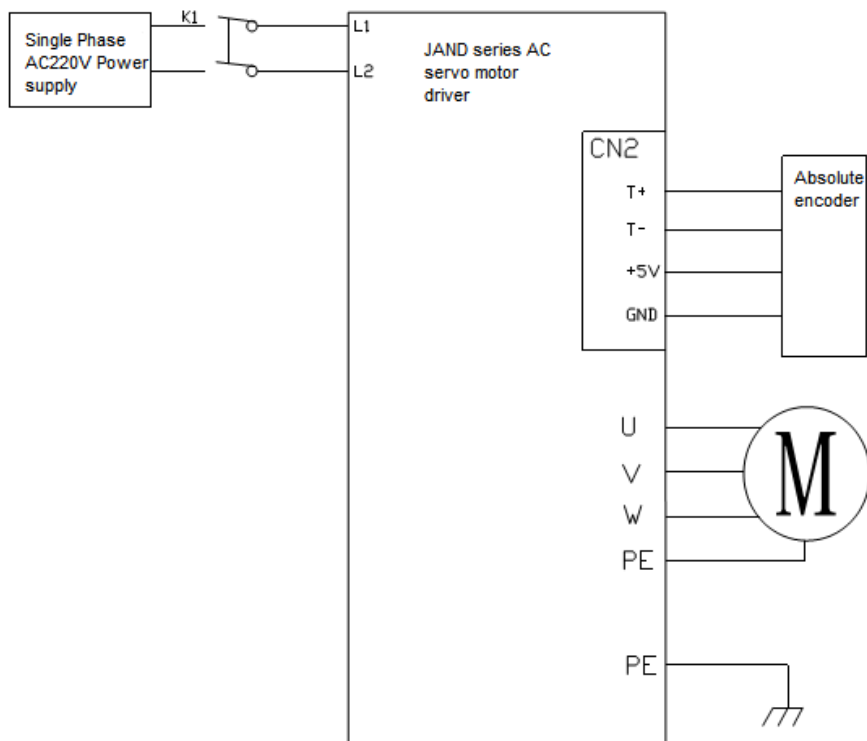 Single Phase
AC220V Power
supply
K1
L1
L2
JAND series AC
servo motor
driver
CN2
T+
T-
+5V
GND
Absolute
encoder
U
V
W
PE
M
PE